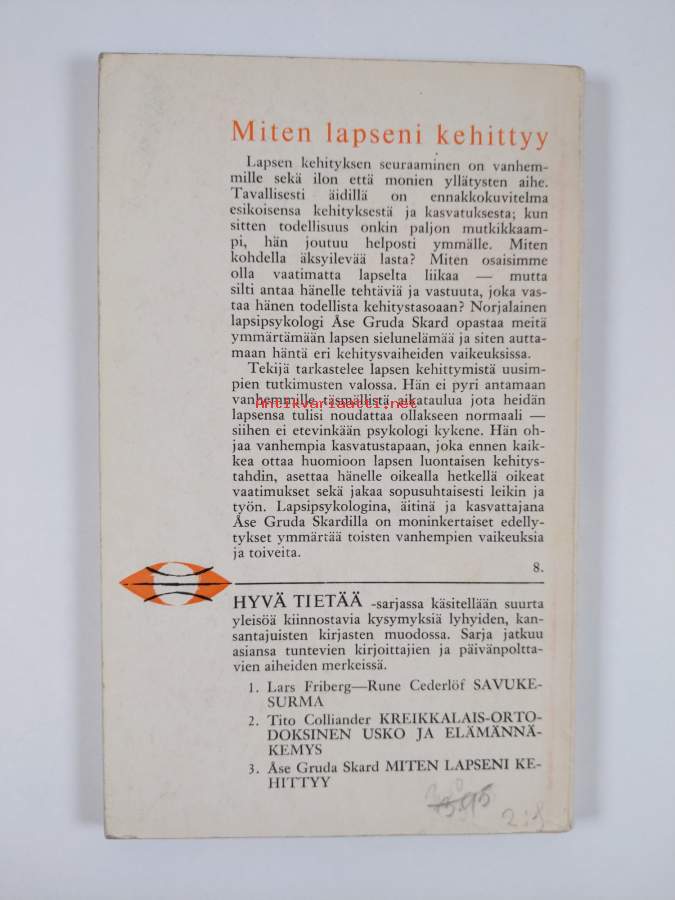 Miten lapseni kehittyy
Lapsen kehityksen seuraaminen on vanhem-
mille sekä ilon että monien yllätysten aihe.
Tavallisesti äidillä on ennakkokuvitelma
esikoisensa kehityksestä ja kasvatuksesta; kun
sitten todellisuus onkin paljon mutkikkaam-
pi, hän joutuu helposti ymmälle. Miten
kohdella äksyilevää lasta? Miten osaisimme
olla vaatimatta lapselta liikaa — mutta
silti antaa hänelle tehtäviä ja vastuuta, joka vas-
taa hänen todellista kehitystasoaan? Norjalainen
lapsipsykologi Åse Gruda Skard opastaa meitä
ymmärtämään lapsen sielunelämää ja siten autta-
maan häntä eri kehitysvaiheiden vaikeuksissa.
Tekijä tarkastelee lapsen kehittymistä uusim-
pien tutkimusten valossa. Hän ei pyri antamaan
vanhemmille täsmällistä aikataulua jota heidän
Antikvariaatti.net
lapsensa tulisi noudattaa ollakseen normaali —
siihen ei etevinkään psykologi kykene. Hän oh-
jaa vanhempia kasvatustapaan, joka ennen kaik-
kea ottaa huomioon lapsen luontaisen kehitys-
tahdin, asettaa hänelle oikealla hetkellä oikeat
vaatimukset sekä jakaa sopusuhtaisesti leikin ja
työn. Lapsipsykologina, äitinä ja kasvattajana
Åse Gruda Skardilla on moninkertaiset edelly-
tykset ymmärtää toisten vanhempien vaikeuksia
ja toiveita.
8.
HYVÄ TIETÄÄ -sarjassa käsitellään suurta
yleisöä kiinnostavia kysymyksiä lyhyiden, kan-
santajuisten kirjasten muodossa. Sarja jatkuu
asiansa tuntevien kirjoittajien ja päivänpoltta-
vien aiheiden merkeissä.
1. Lars Friberg—Rune Cederlöf SAVUKE-
SURMA
2. Tito Colliander KREIKKALAIS-ORTO-
DOKSINEN USKO JA ELÄMÄNNÄ-
KEMYS
3. Åse Gruda Skard MITEN LAPSENI KE-
HITTYY